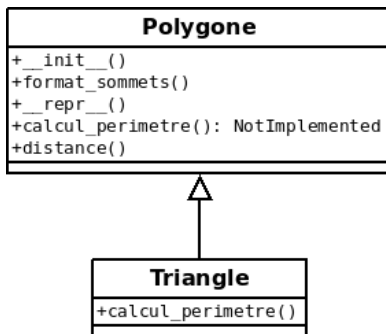 Polygone
+__init__()
+format_sommets()
+__repr__()
+calcul_perimetre(): NotImplemented
+distance()
Triangle
+calcul_perimetre()